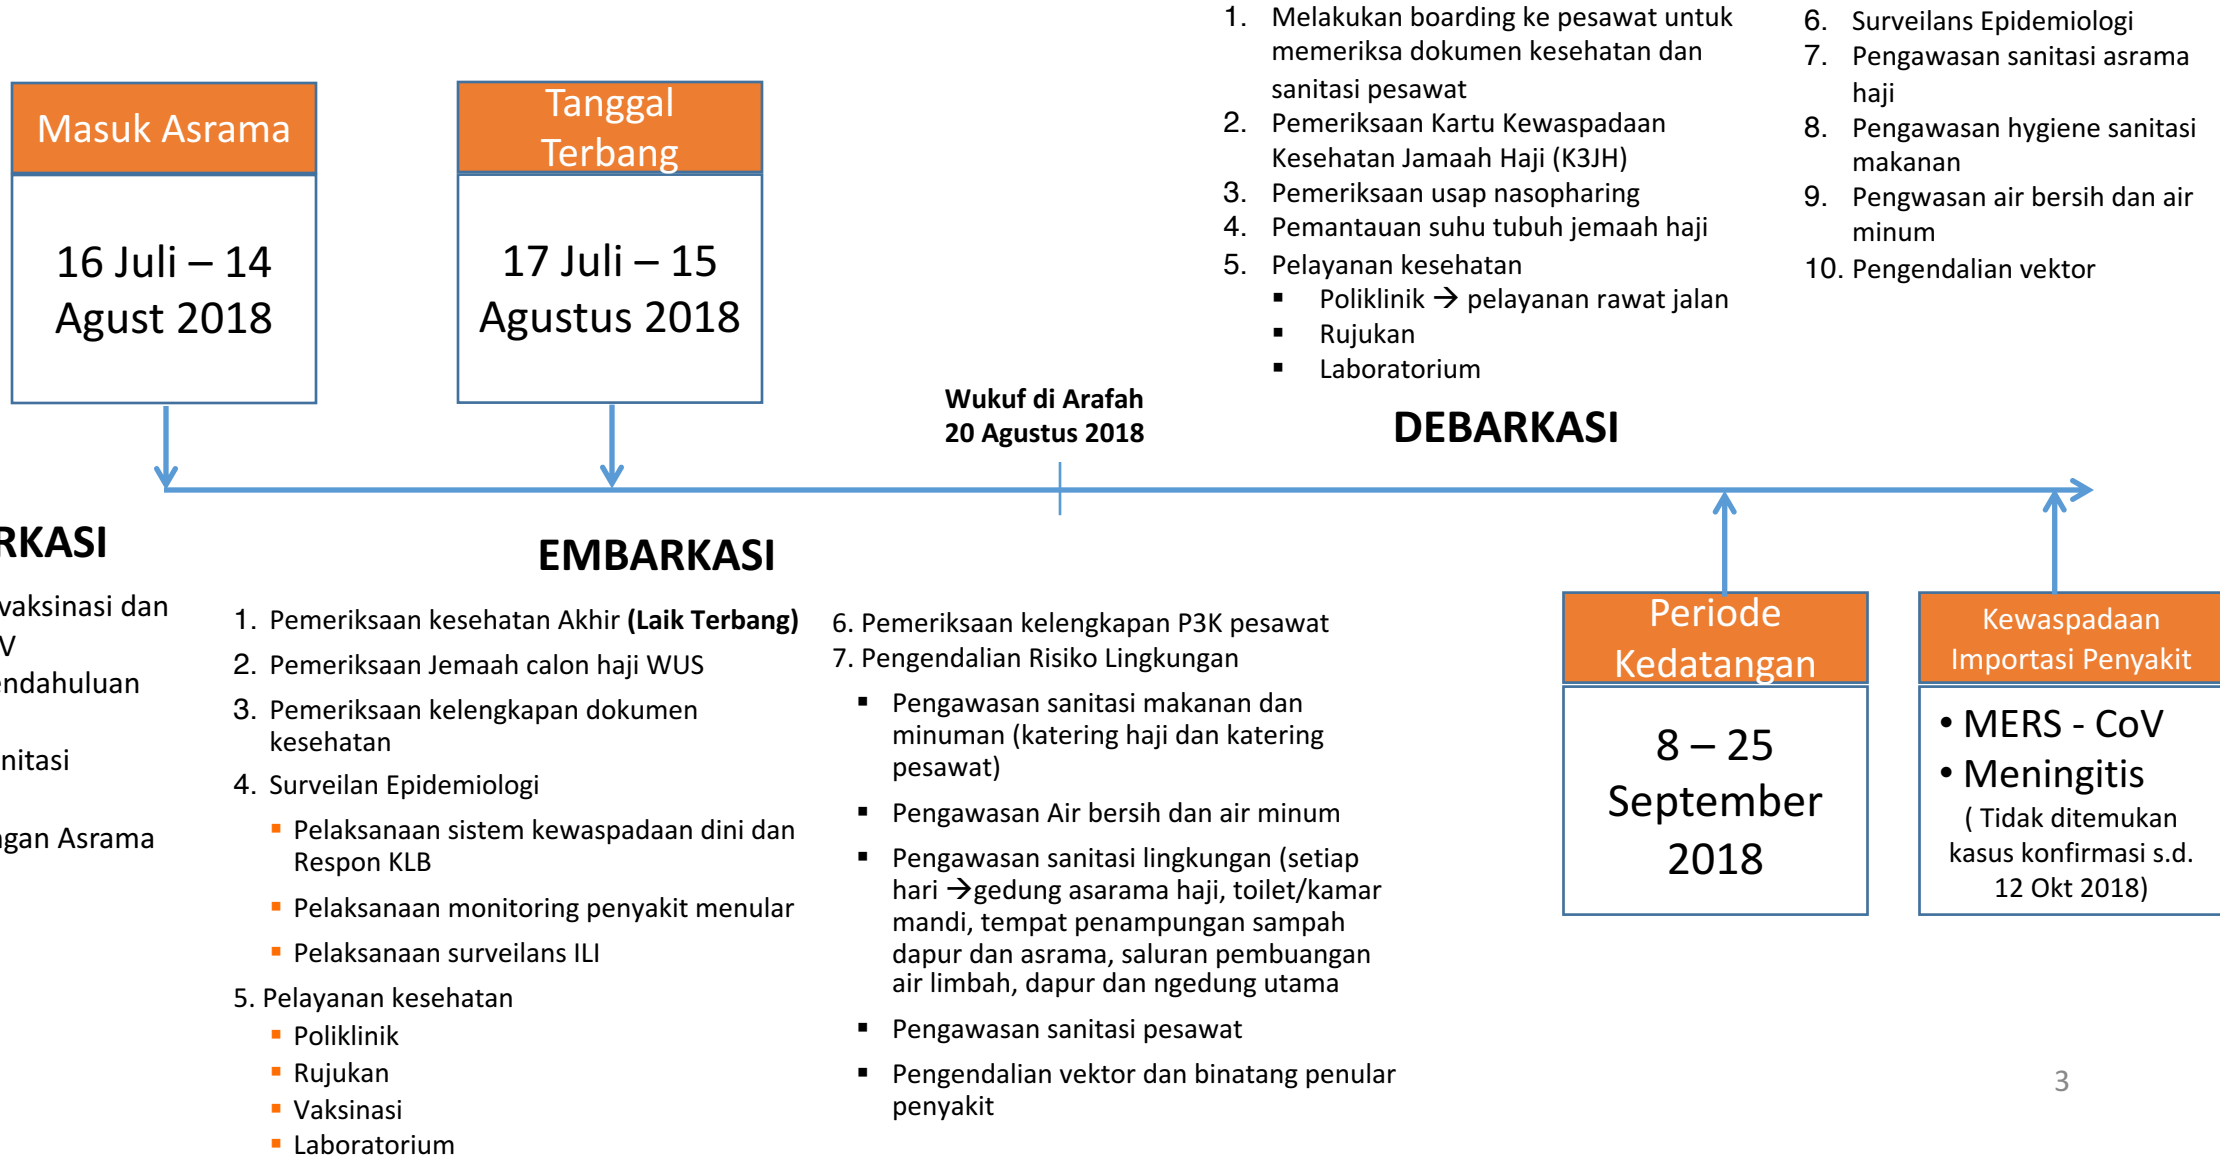 1. Melakukan boarding ke pesawat untuk
memeriksa dokumen kesehatan dan
sanitasi pesawat
2. Pemeriksaan Kartu Kewaspadaan
Kesehatan Jamaah Haji (K3JH)
3. Pemeriksaan usap nasopharing
4. Pemantauan suhu tubuh jemaah haji
5. Pelayanan kesehatan
▪ Poliklinik → pelayanan rawat jalan
▪ Rujukan
▪ Laboratorium
6. Surveilans Epidemiologi
7. Pengawasan sanitasi asrama
haji
8. Pengawasan hygiene sanitasi
makanan
9. Pengwasan air bersih dan air
minum
10. Pengendalian vektor
Masuk Asrama
16 Juli – 14
Agust 2018
Tanggal
Terbang
17 Juli – 15
Agustus 2018
Wukuf di Arafah
20 Agustus 2018
DEBARKASI
RKASI
vaksinasi dan
V
endahuluan
nitasi
ngan Asrama
EMBARKASI
1. Pemeriksaan kesehatan Akhir (Laik Terbang)
2. Pemeriksaan Jemaah calon haji WUS
3. Pemeriksaan kelengkapan dokumen
kesehatan
4. Surveilan Epidemiologi
▪ Pelaksanaan sistem kewaspadaan dini dan
Respon KLB
▪ Pelaksanaan monitoring penyakit menular
▪ Pelaksanaan surveilans ILI
5. Pelayanan kesehatan
▪ Poliklinik
▪ Rujukan
▪ Vaksinasi
▪ Laboratorium
6. Pemeriksaan kelengkapan P3K pesawat
7. Pengendalian Risiko Lingkungan
▪ Pengawasan sanitasi makanan dan
minuman (katering haji dan katering
pesawat)
▪ Pengawasan Air bersih dan air minum
▪ Pengawasan sanitasi lingkungan (setiap
hari →gedung asarama haji, toilet/kamar
mandi, tempat penampungan sampah
dapur dan asrama, saluran pembuangan
air limbah, dapur dan ngedung utama
▪ Pengawasan sanitasi pesawat
▪ Pengendalian vektor dan binatang penular
penyakit
Periode
Kedatangan
8 – 25
September
2018
Kewaspadaan
Importasi Penyakit
• MERS - CoV
• Meningitis
( Tidak ditemukan
kasus konfirmasi s.d.
12 Okt 2018)
3